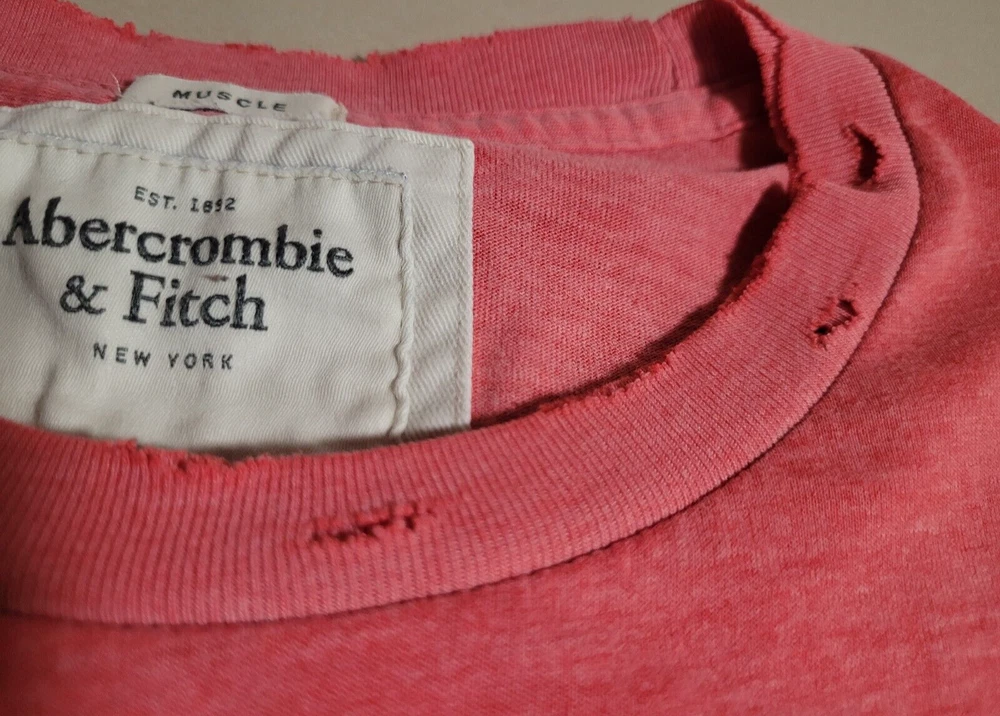 MUSCLE
EST. 1892
Abercrombie
& Fitch
NEW YORK